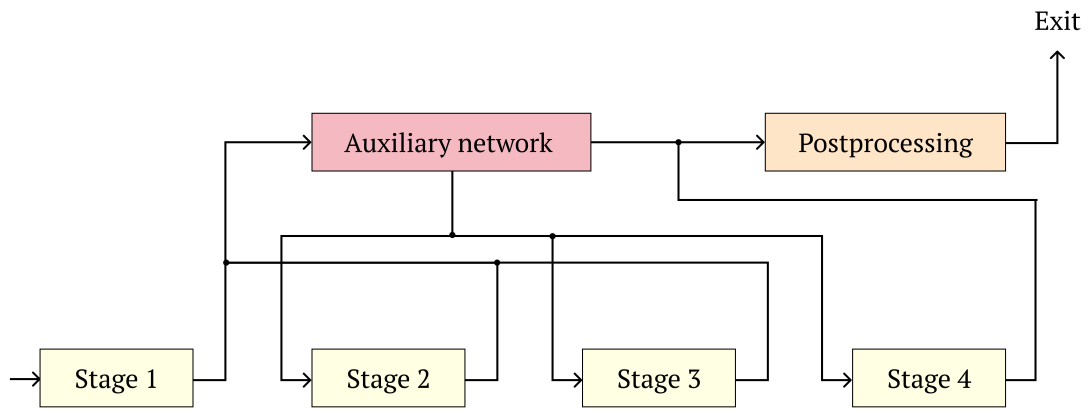 Exit
Auxiliary network
Postprocessing
Stage 1
Stage 2
Stage 3
Stage 4